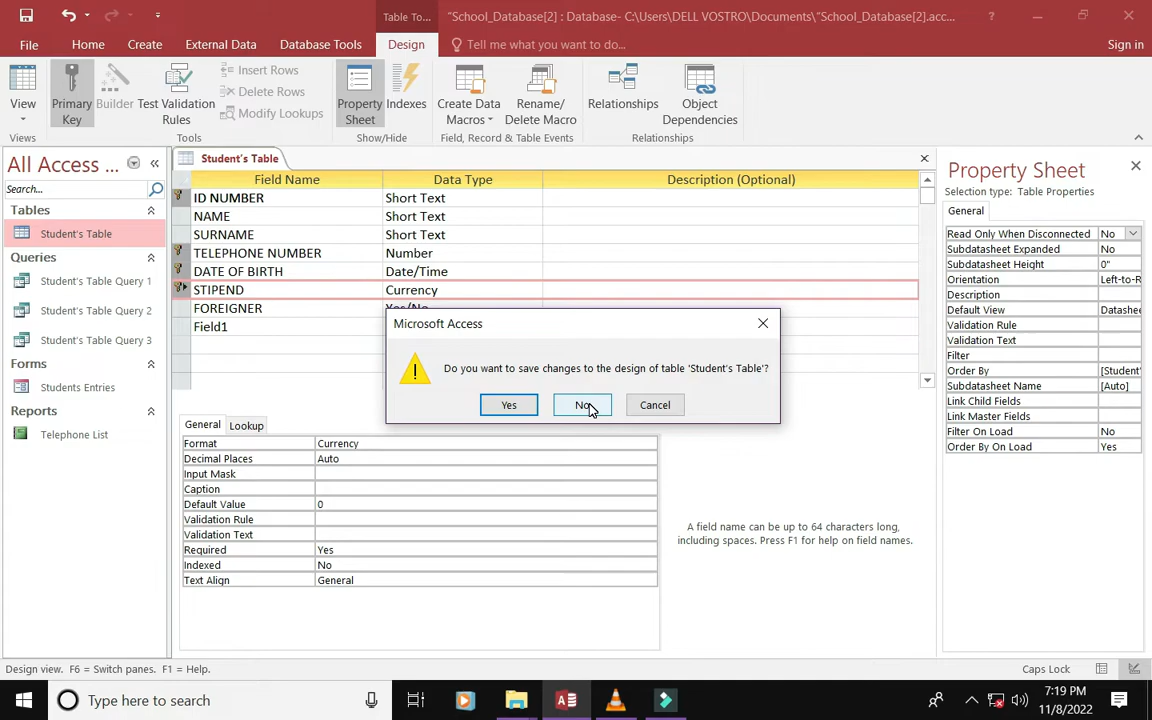 Table To...
"School_Database[2] : Database- C:\Users\DELL VOSTRO\Documents\"School_Database[2].acc...
File Home Create External Data Database Tools Design Tell me what you want to do... Sign in
View
Primary Key
Builder
Test Validation Rules
Insert Rows
Delete Rows
Modify Lookups
Property Sheet
Indexes
Create Data Macros
Rename/ Delete Macro
Relationships
Object Dependencies
Views Tools Show/Hide Field, Record & Table Events Relationships
All Access ...
Search...
Tables
Student's Table
Queries
Student's Table Query 1
Student's Table Query 2
Student's Table Query 3
Forms
Students Entries
Reports
Telephone List
Student's Table
Field Name Data Type Description (Optional)
ID NUMBER Short Text
NAME Short Text
SURNAME Short Text
TELEPHONE NUMBER Number
DATE OF BIRTH Date/Time
STIPEND Currency
FOREIGNER Yes/No
Field1
Microsoft Access
Do you want to save changes to the design of table 'Student's Table'?
Yes No Cancel
General Lookup
Format Currency
Decimal Places Auto
Input Mask
Caption
Default Value 0
Validation Rule
Validation Text
Required Yes
Indexed No
Text Align General
A field name can be up to 64 characters long,
including spaces. Press F1 for help on field names.
Property Sheet
Selection type: Table Properties
General
Read Only When Disconnected No
Subdatasheet Expanded No
Subdatasheet Height 0"
Orientation Left-to-R
Description
Default View Datashee
Validation Rule
Validation Text
Filter
Order By [Student'
Subdatasheet Name [Auto]
Link Child Fields
Link Master Fields
Filter On Load No
Order By On Load Yes
Design view. F6 = Switch panes. F1 = Help. Caps Lock
Type here to search
7:19 PM
11/8/2022